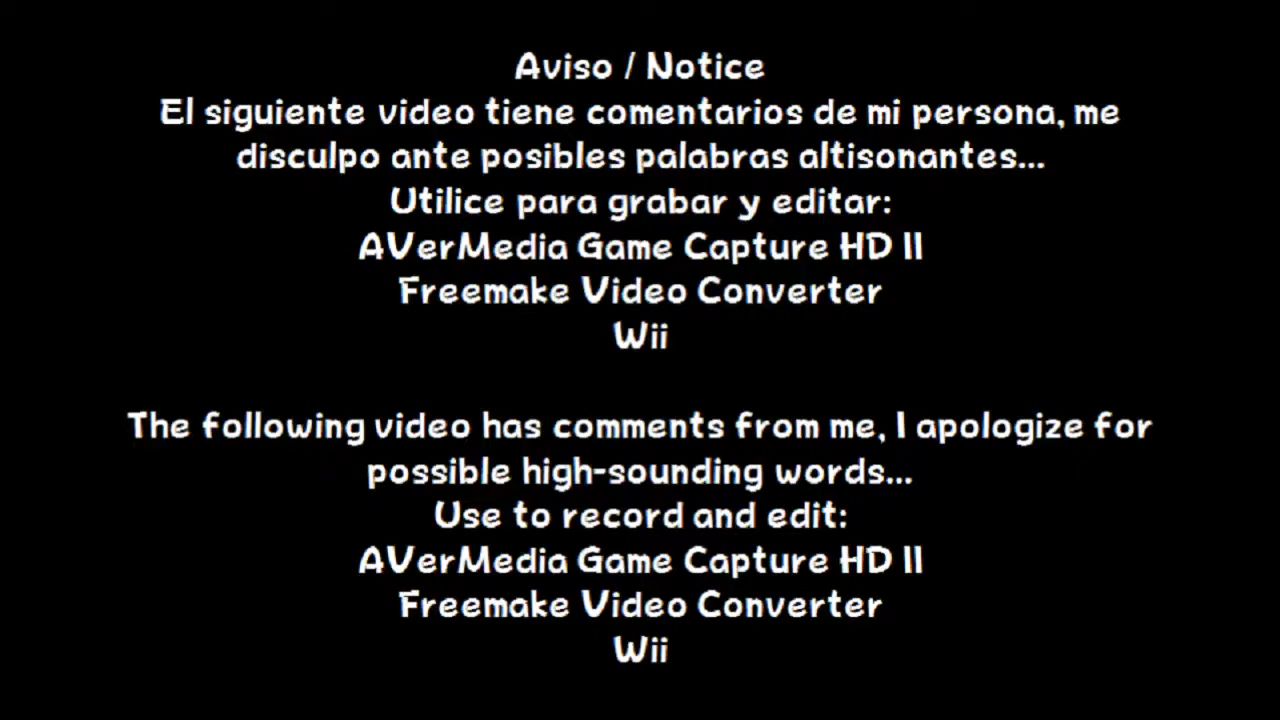 Aviso / Notice
El siguiente video tiene comentarios de mi persona, me
disculpo ante posibles palabras altisonantes...
Utilice para grabar y editar:
AVerMedia Game Capture HD II
Freemake Video Converter
Wii
The following video has comments from me, I apologize for
possible high-sounding words...
Use to record and edit:
AVerMedia Game Capture HD II
Freemake Video Converter
Wii